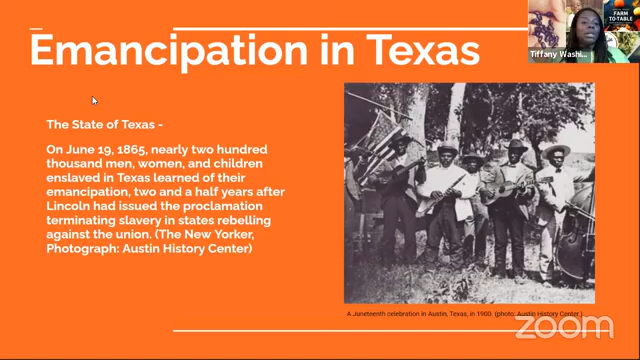 Emancipation in Texas
FARM
TO-TABLE
Tiffany Washi...
The State of Texas -
On June 19, 1865, nearly two hundred
thousand men, women, and children
enslaved in Texas learned of their
emancipation, two and a half years after
Lincoln had issued the proclamation
terminating slavery in states rebelling
against the union. (The New Yorker,
Photograph: Austin History Center)
A Juneteenth celebration in Austin, Texas, in 1900. (photo, Austin History Center.)
zoom